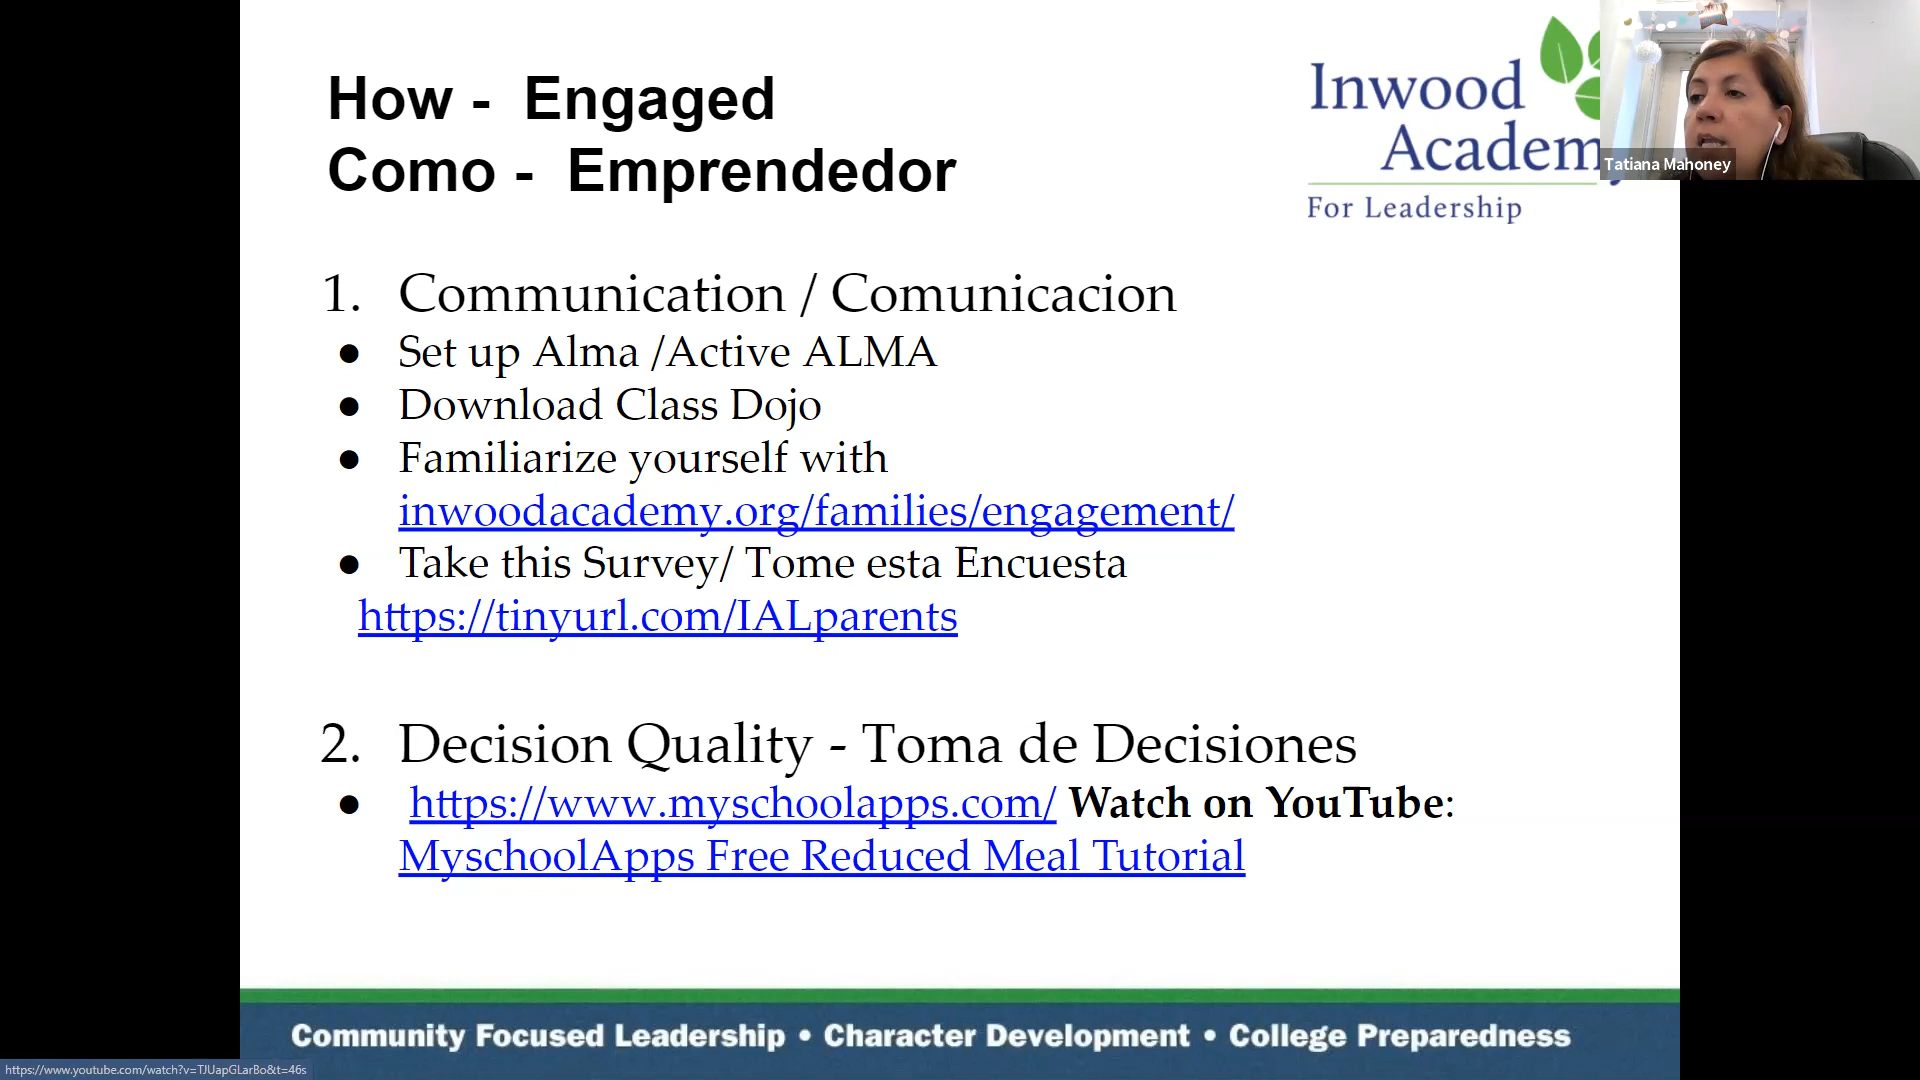 How - Engaged
Como - Emprendedor
Inwood
Academy
For Leadership
Tatiana Mahoney
1. Communication / Comunicacion
● Set up Alma /Active ALMA
● Download Class Dojo
● Familiarize yourself with
inwoodacademy.org/families/engagement/
● Take this Survey/ Tome esta Encuesta
https://tinyurl.com/IALparents
2. Decision Quality - Toma de Decisiones
● https://www.myschoolapps.com/ Watch on YouTube:
MyschoolApps Free Reduced Meal Tutorial
Community Focused Leadership • Character Development • College Preparedness
https://www.youtube.com/watch?v=TJUapGLarBo&t=46s